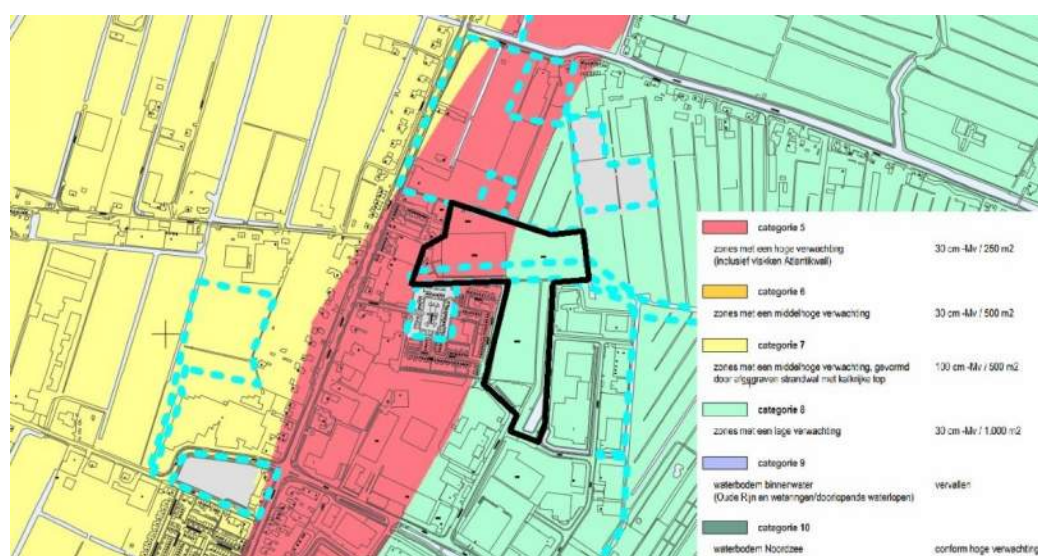 categorie 5
zones met een hoge verwachting 30 cm -Mv / 250 m2
(inclusief vlakken Atlantikwall)
categorie 6
zones met een middelhoge verwachting 30 cm -Mv / 500 m2
categorie 7
zones met een middelhoge verwachting, gevormd 100 cm -Mv / 500 m2
door afgegraven strandwal met kalkrijke top
categorie 8
zones met een lage verwachting 30 cm -Mv / 1.000 m2
categorie 9
waterbodem binnenwater vervallen
(Oude Rijn en weteringen/doorlopende waterlopen)
categorie 10
waterbodem Noordzee conform hoge verwachting